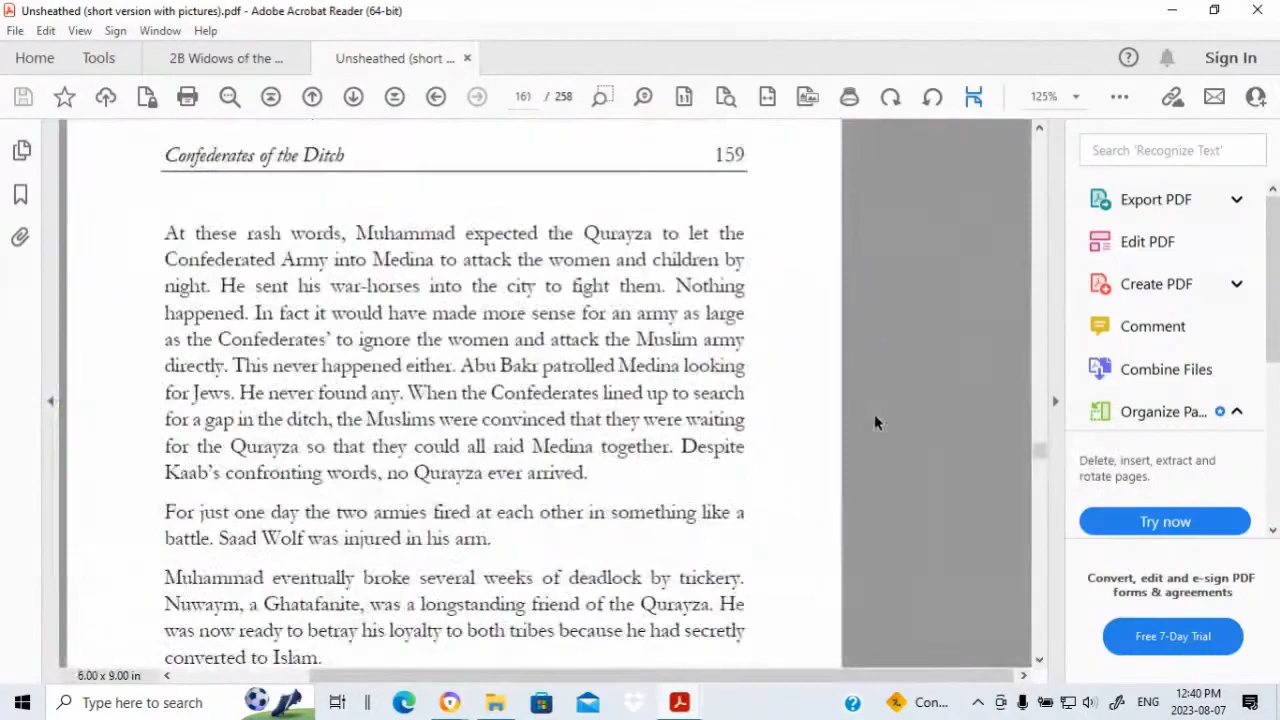 Unsheathed (short version with pictures).pdf - Adobe Acrobat Reader (64-bit)
File Edit View Sign Window Help
Home Tools 2B Widows of the ... Unsheathed (short ... ×
Sign In
161 / 258
125%
Confederates of the Ditch 159
At these rash words, Muhammad expected the Qurayza to let the
Confederated Army into Medina to attack the women and children by
night. He sent his war-horses into the city to fight them. Nothing
happened. In fact it would have made more sense for an army as large
as the Confederates' to ignore the women and attack the Muslim army
directly. This never happened either. Abu Bakr patrolled Medina looking
for Jews. He never found any. When the Confederates lined up to search
for a gap in the ditch, the Muslims were convinced that they were waiting
for the Qurayza so that they could all raid Medina together. Despite
Kaab's confronting words, no Qurayza ever arrived.
For just one day the two armies fired at each other in something like a
battle. Saad Wolf was injured in his arm.
Muhammad eventually broke several weeks of deadlock by trickery.
Nuwaym, a Ghatafanite, was a longstanding friend of the Qurayza. He
was now ready to betray his loyalty to both tribes because he had secretly
converted to Islam.
6.00 x 9.00 in
Search 'Recognize Text'
Export PDF
Edit PDF
Create PDF
Comment
Combine Files
Organize Pa...
Delete, insert, extract and
rotate pages.
Try now
Convert, edit and e-sign PDF
forms & agreements
Free 7-Day Trial
Type here to search
Con...
ENG
12:40 PM
2023-08-07